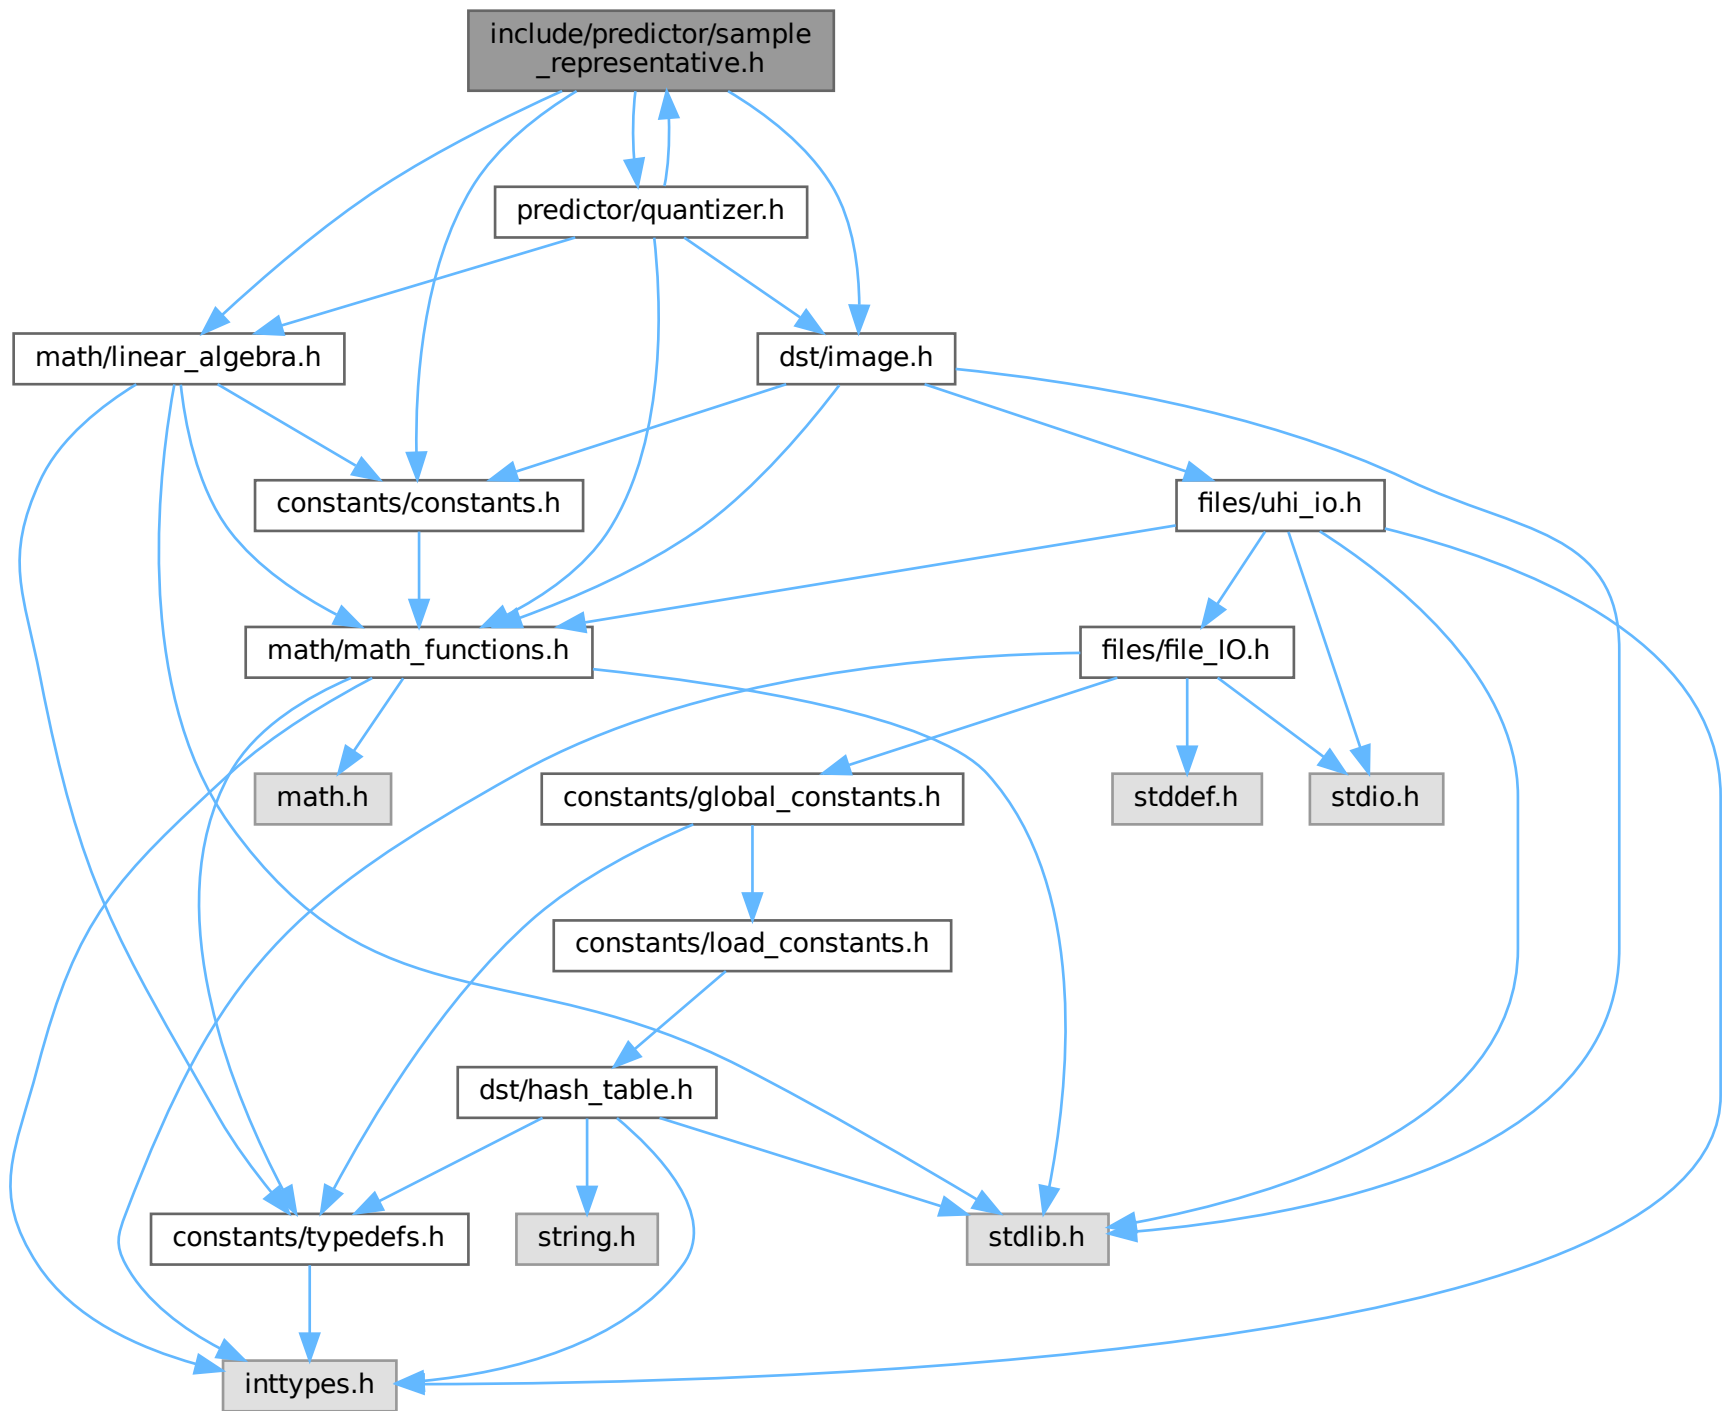 include/predictor/sample
_representative.h
predictor/quantizer.h
math/linear_algebra.h
dst/image.h
constants/constants.h
files/uhi_io.h
math/math_functions.h
files/file_IO.h
math.h
constants/global_constants.h
stddef.h
stdio.h
constants/load_constants.h
dst/hash_table.h
constants/typedefs.h
string.h
stdlib.h
inttypes.h